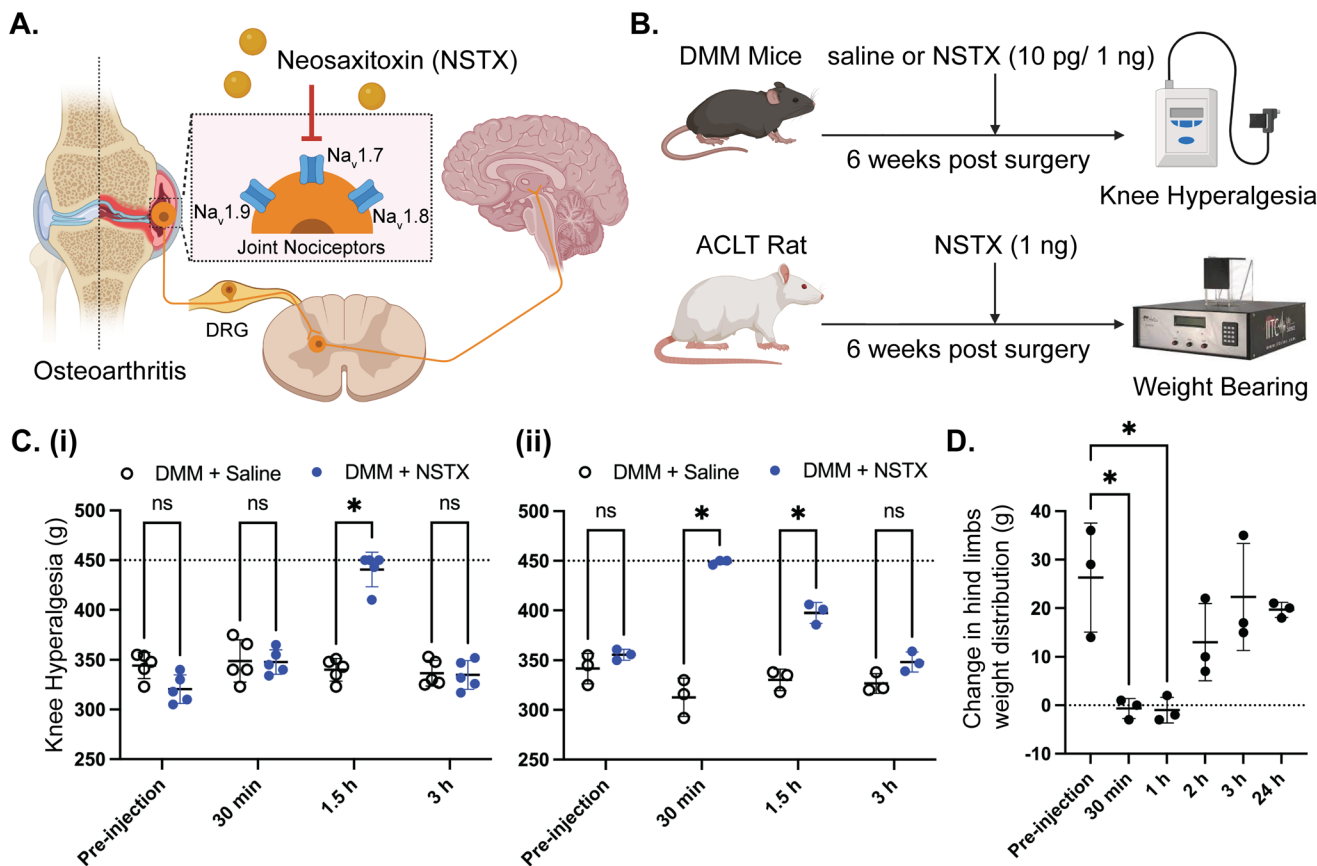 A.
Neosaxitoxin (NSTX)
Nav1.7
Nav1.9
Nav1.8
Joint Nociceptors
DRG
Osteoarthritis
B.
DMM Mice
saline or NSTX (10 pg/ 1 ng)
6 weeks post surgery
Knee Hyperalgesia
ACLT Rat
NSTX (1 ng)
6 weeks post surgery
Weight Bearing
C. (i)
DMM + Saline
DMM + NSTX
ns
ns
*
ns
Knee Hyperalgesia (g)
500
450
400
350
300
250
Pre-injection
30 min
1.5 h
3 h
(ii)
DMM + Saline
DMM + NSTX
ns
*
*
ns
500
450
400
350
300
250
Pre-injection
30 min
1.5 h
3 h
D.
*
*
Change in hind limbs
weight distribution (g)
40
30
20
10
0
-10
Pre-injection
30 min
1 h
2 h
3 h
24 h